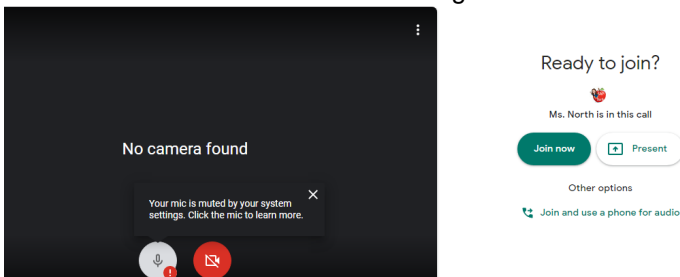 No camera found
Your mic is muted by your system
settings. Click the mic to learn more.
Ready to join?
Ms. North is in this call
Join now
Present
Other options
Join and use a phone for audio